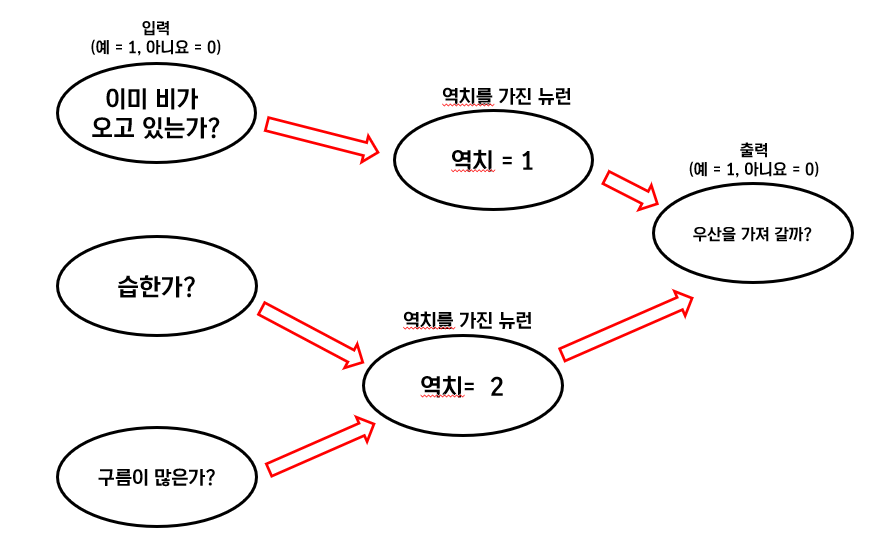 입력
(예 = 1, 아니요 = 0)
이미 비가
오고 있는가?
역치를 가진 뉴런
역치 = 1
출력
(예 = 1, 아니요 = 0)
우산을 가져 갈까?
습한가?
역치를 가진 뉴런
역치= 2
구름이 많은가?